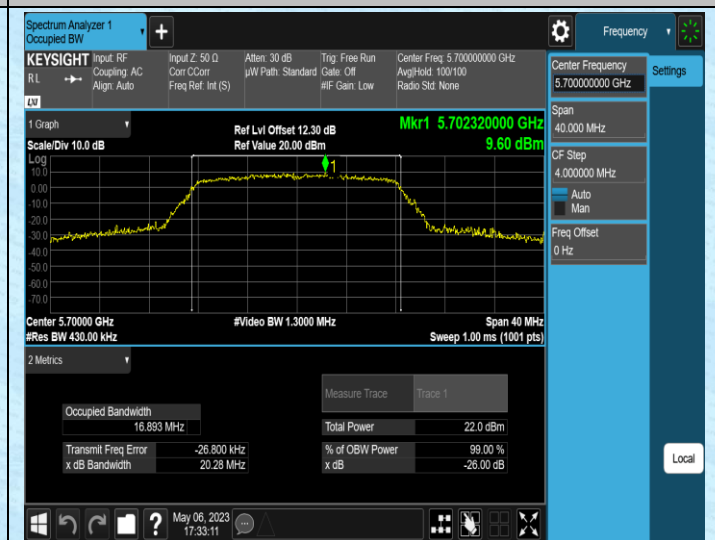 Spectrum Analyzer 1
Occupied BW
+
Frequency
KEYSIGHT
R L
LXI
Input: RF
Coupling: AC
Align: Auto
Input Z: 50 Ω
Corr CCorr
Freq Ref: Int (S)
Atten: 30 dB
µW Path: Standard
Trig: Free Run
Gate: Off
#IF Gain: Low
Center Freq: 5.700000000 GHz
Avg|Hold: 100/100
Radio Std: None
Center Frequency
5.700000000 GHz
Settings
Span
40.000 MHz
CF Step
4.000000 MHz
Auto
Man
Freq Offset
0 Hz
Local
1 Graph
Scale/Div 10.0 dB
Ref Lvl Offset 12.30 dB
Ref Value 20.00 dBm
Mkr1 5.702320000 GHz
9.60 dBm
Log
10.0
0.00
-10.0
-20.0
-30.0
-40.0
-50.0
-60.0
-70.0
1
Center 5.70000 GHz
#Res BW 430.00 kHz
#Video BW 1.3000 MHz
Span 40 MHz
Sweep 1.00 ms (1001 pts)
2 Metrics
Measure Trace Trace 1
Occupied Bandwidth
16.893 MHz
Total Power 22.0 dBm
Transmit Freq Error -26.800 kHz
% of OBW Power 99.00 %
x dB Bandwidth 20.28 MHz
x dB -26.00 dB
?
May 06, 2023
17:33:11